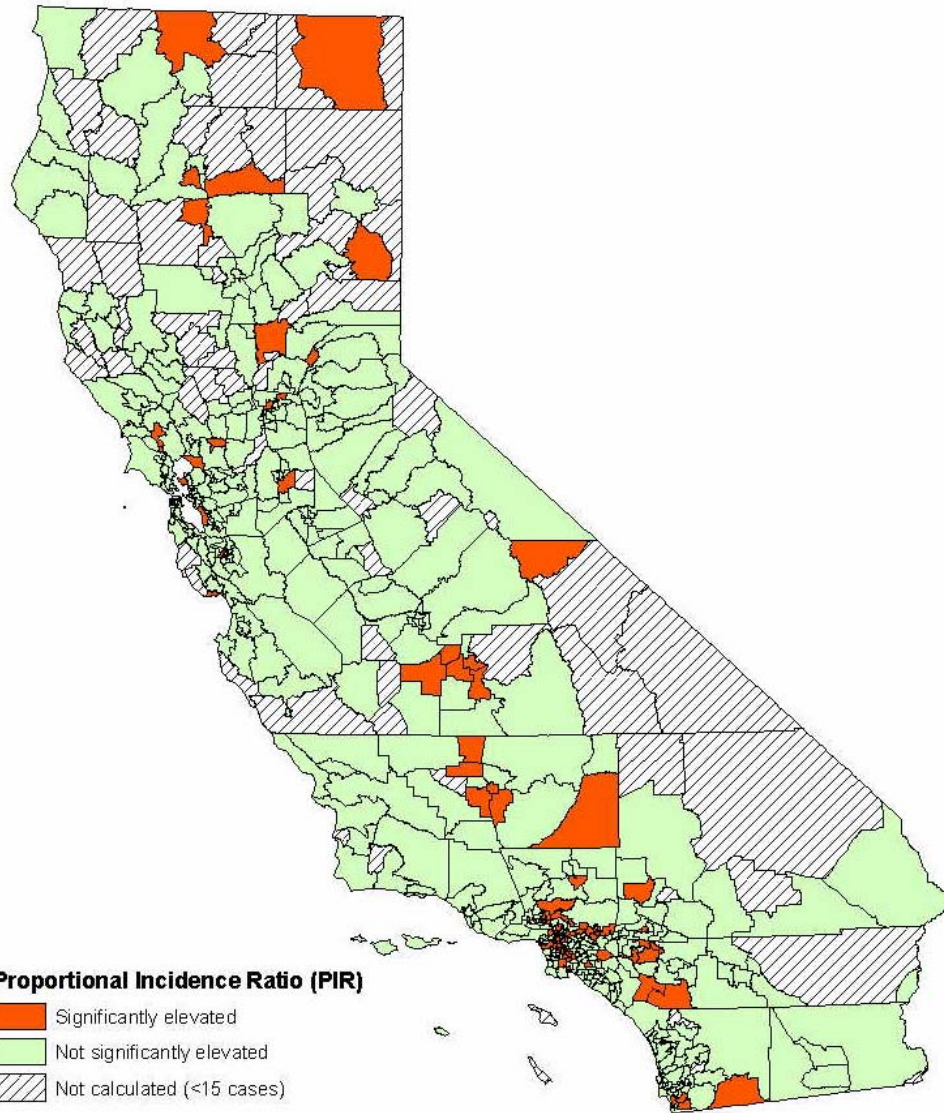 Proportional Incidence Ratio (PIR)
Significantly elevated
Not significantly elevated
Not calculated (<15 cases)